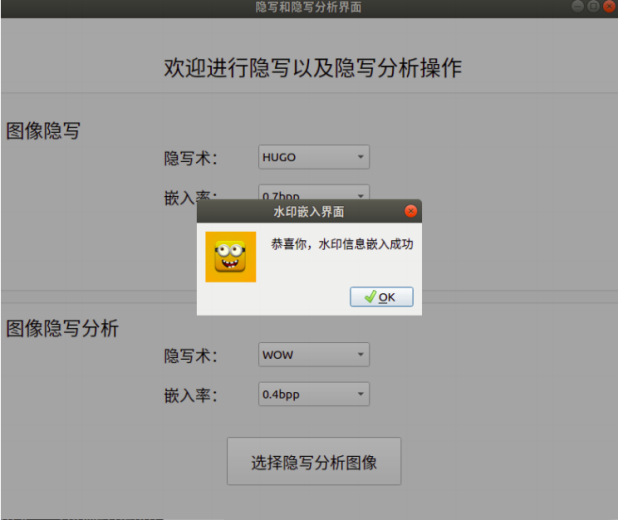 隐写和隐写分析界面
欢迎进行隐写以及隐写分析操作
图像隐写
隐写术：
HUGO
嵌入率：
0.7bpp
水印嵌入界面
恭喜你，水印信息嵌入成功
OK
图像隐写分析
隐写术：
WOW
嵌入率：
0.4bpp
选择隐写分析图像